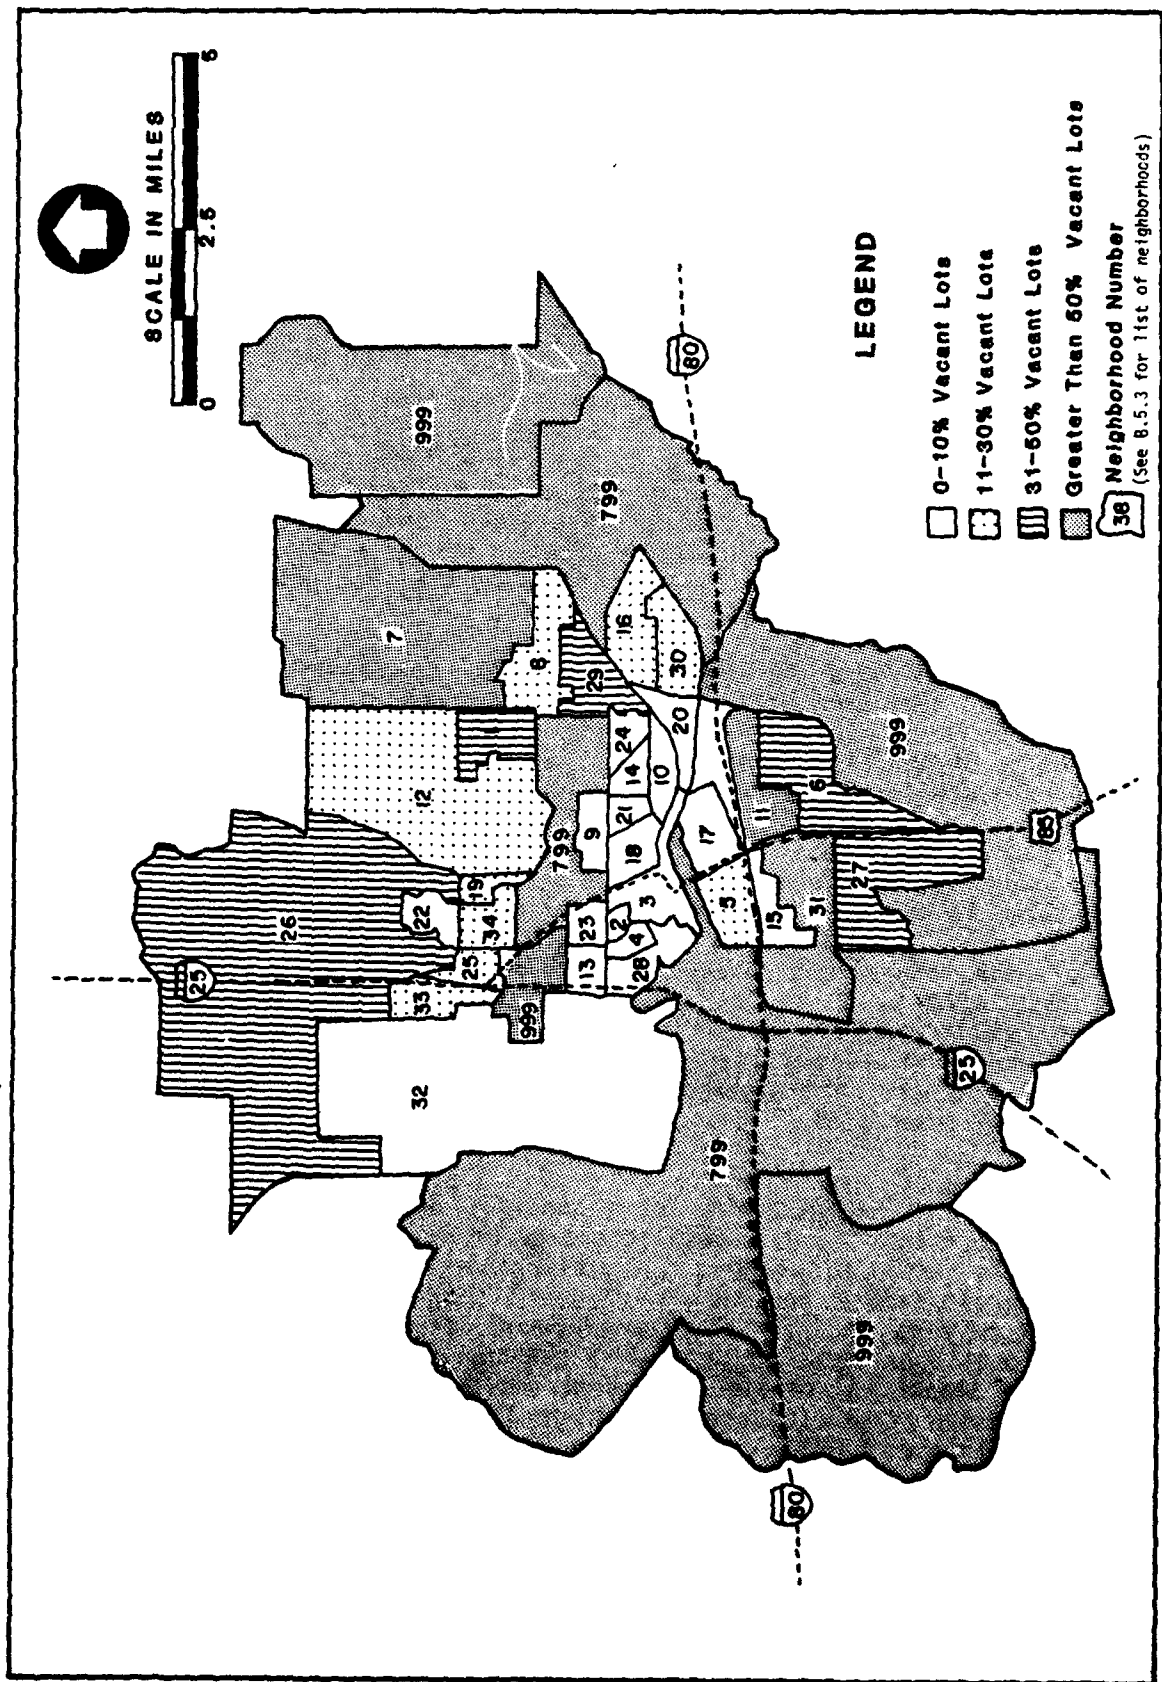 SCALE IN MILES
0 2.5 5
25
26
7
32 33 22 12 999
25 19
34 1
999 8
799
13 23 9 29 799
2 21 14 24 16
28 4 18
3 10 30
20
80
17
799 5
11
15
31 6
80
27
999 999
25 85
LEGEND
0-10% Vacant Lots
11-30% Vacant Lots
31-50% Vacant Lots
Greater Than 50% Vacant Lots
38 Neighborhood Number
(See B.5.3 for list of neighborhoods)